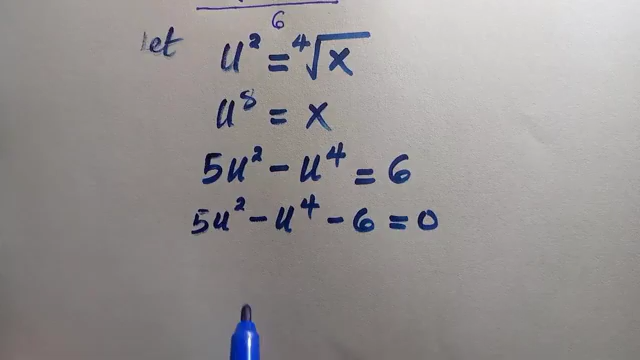 6
let u² = ⁴√x
u⁸ = x
5u² - u⁴ = 6
5u² - u⁴ - 6 = 0